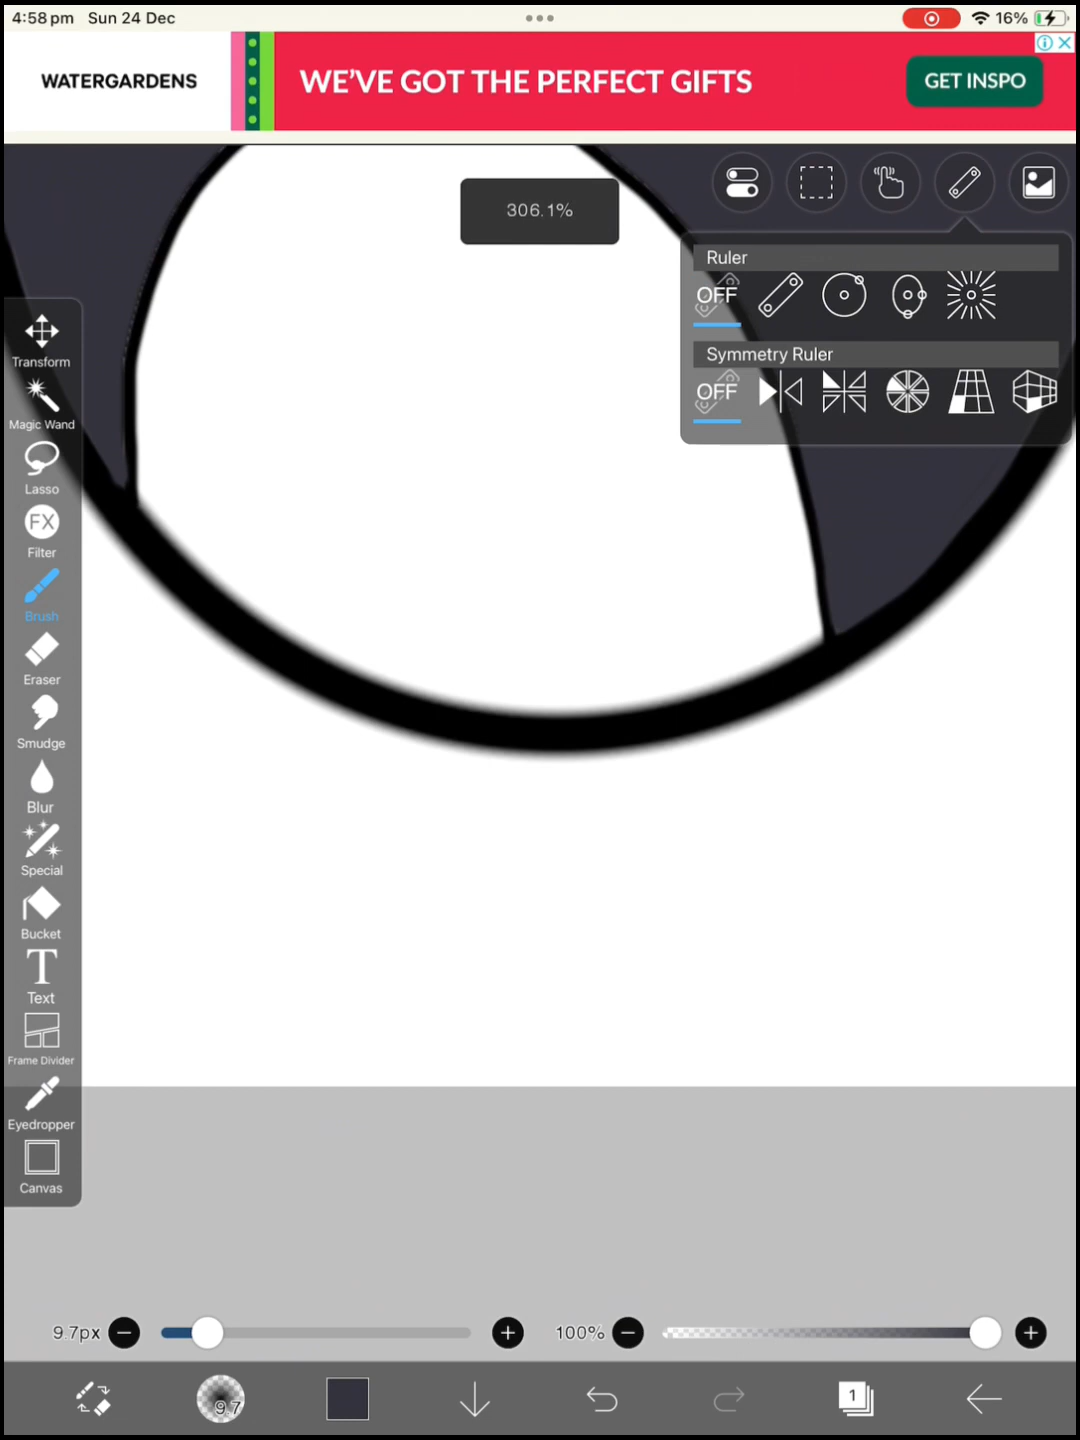 4:58 pm Sun 24 Dec
16%
WATERGARDENS
WE'VE GOT THE PERFECT GIFTS
GET INSPO
306.1%
Ruler
OFF
Symmetry Ruler
OFF
Transform
Magic Wand
Lasso
FX
Filter
Brush
Eraser
Smudge
Blur
Special
Bucket
T
Text
Frame Divider
Eyedropper
Canvas
9.7px
100%
9.7
1